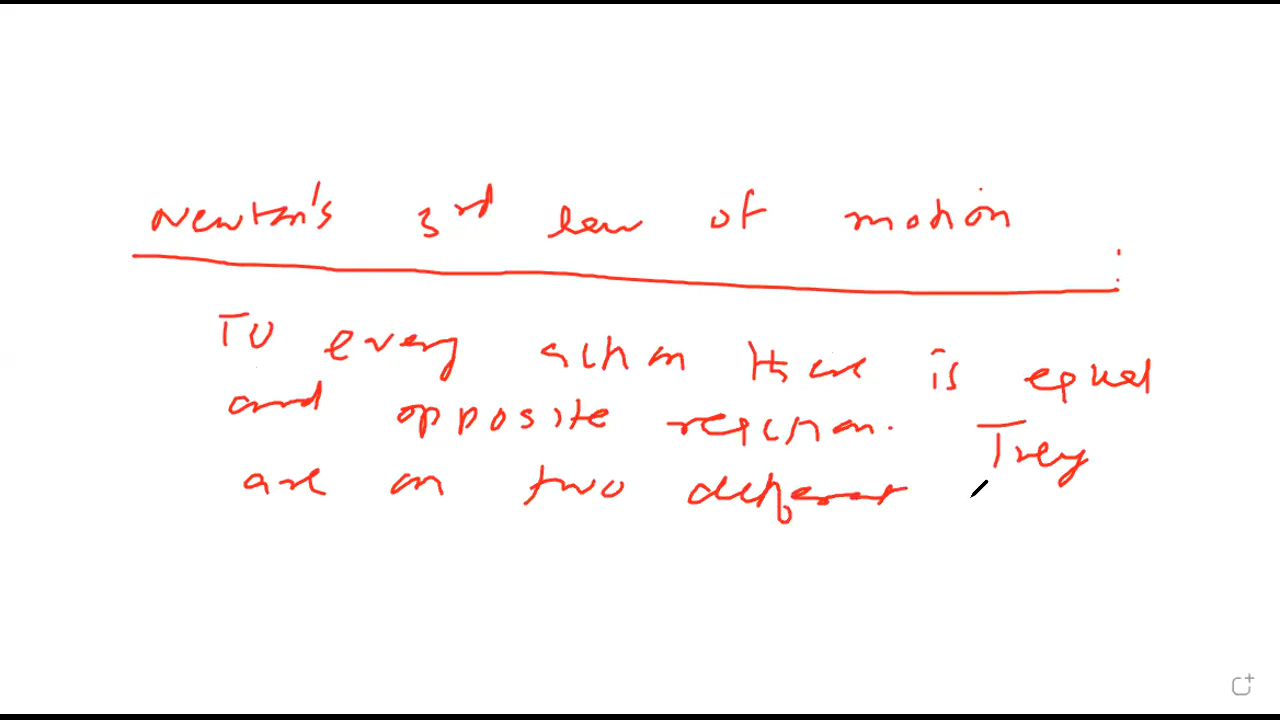 Newton's 3rd law of motion :
To every action there is equal
and opposite reaction. They
are on two different